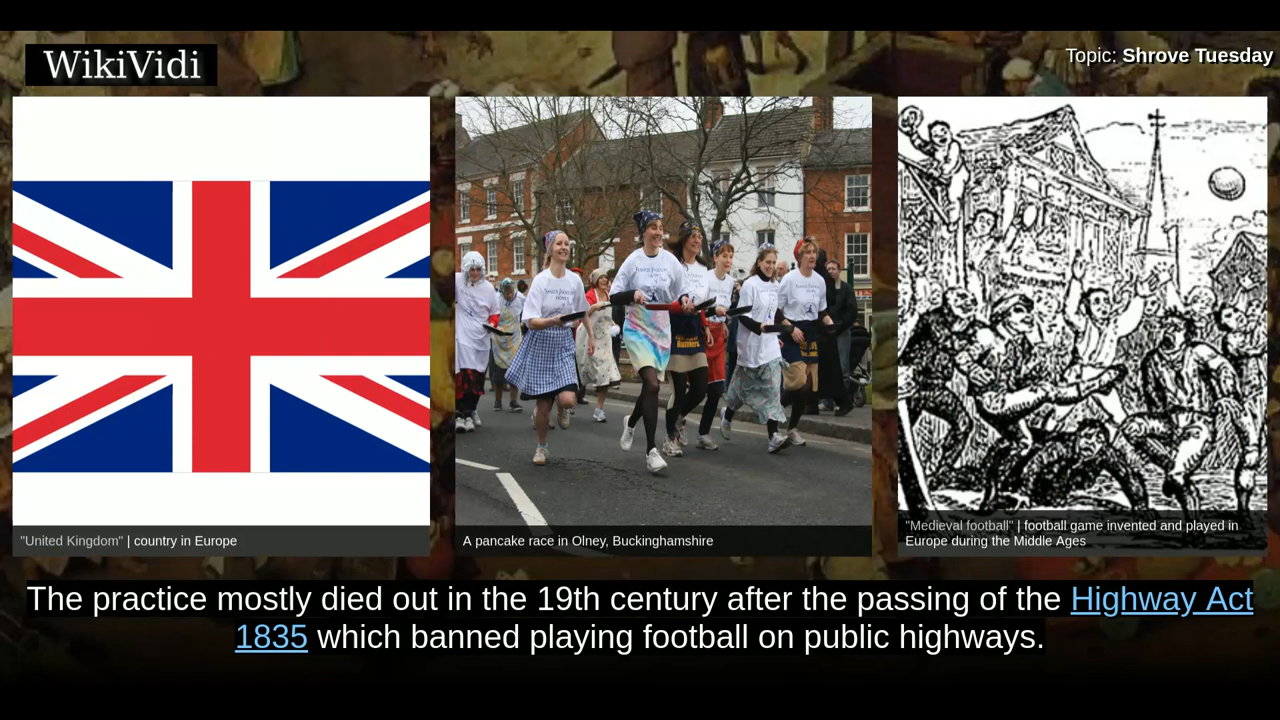 WikiVidi
Topic: Shrove Tuesday
"United Kingdom" | country in Europe
A pancake race in Olney, Buckinghamshire
"Medieval football" | football game invented and played in
Europe during the Middle Ages
The practice mostly died out in the 19th century after the passing of the Highway Act
1835 which banned playing football on public highways.